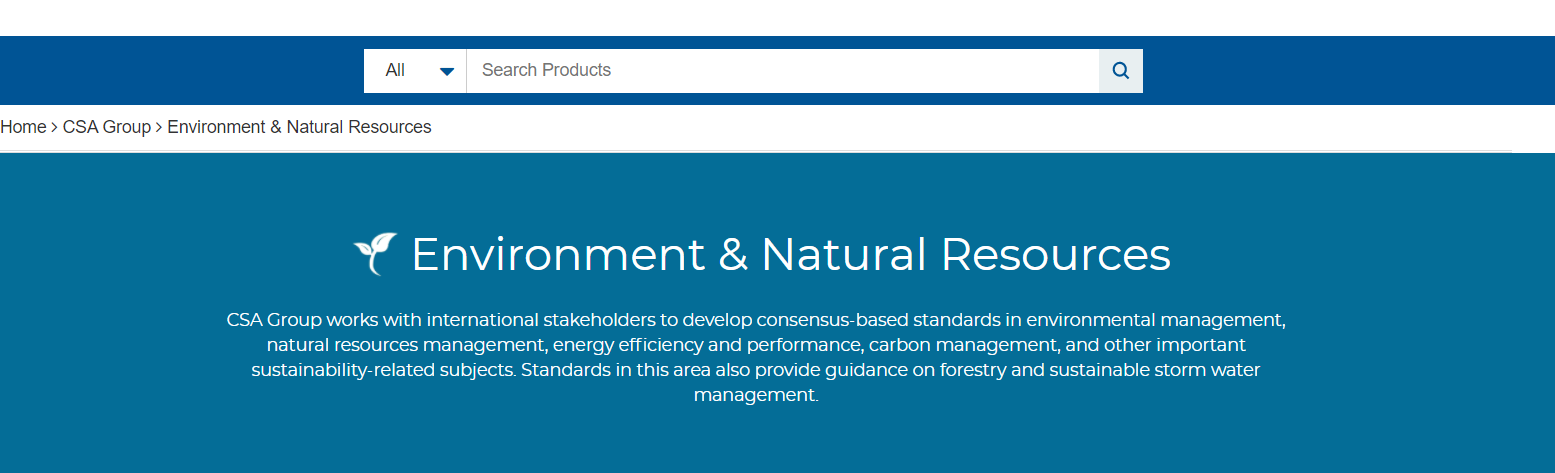 All Search Products
Home > CSA Group > Environment & Natural Resources
Environment & Natural Resources
CSA Group works with international stakeholders to develop consensus-based standards in environmental management,
natural resources management, energy efficiency and performance, carbon management, and other important
sustainability-related subjects. Standards in this area also provide guidance on forestry and sustainable storm water
management.